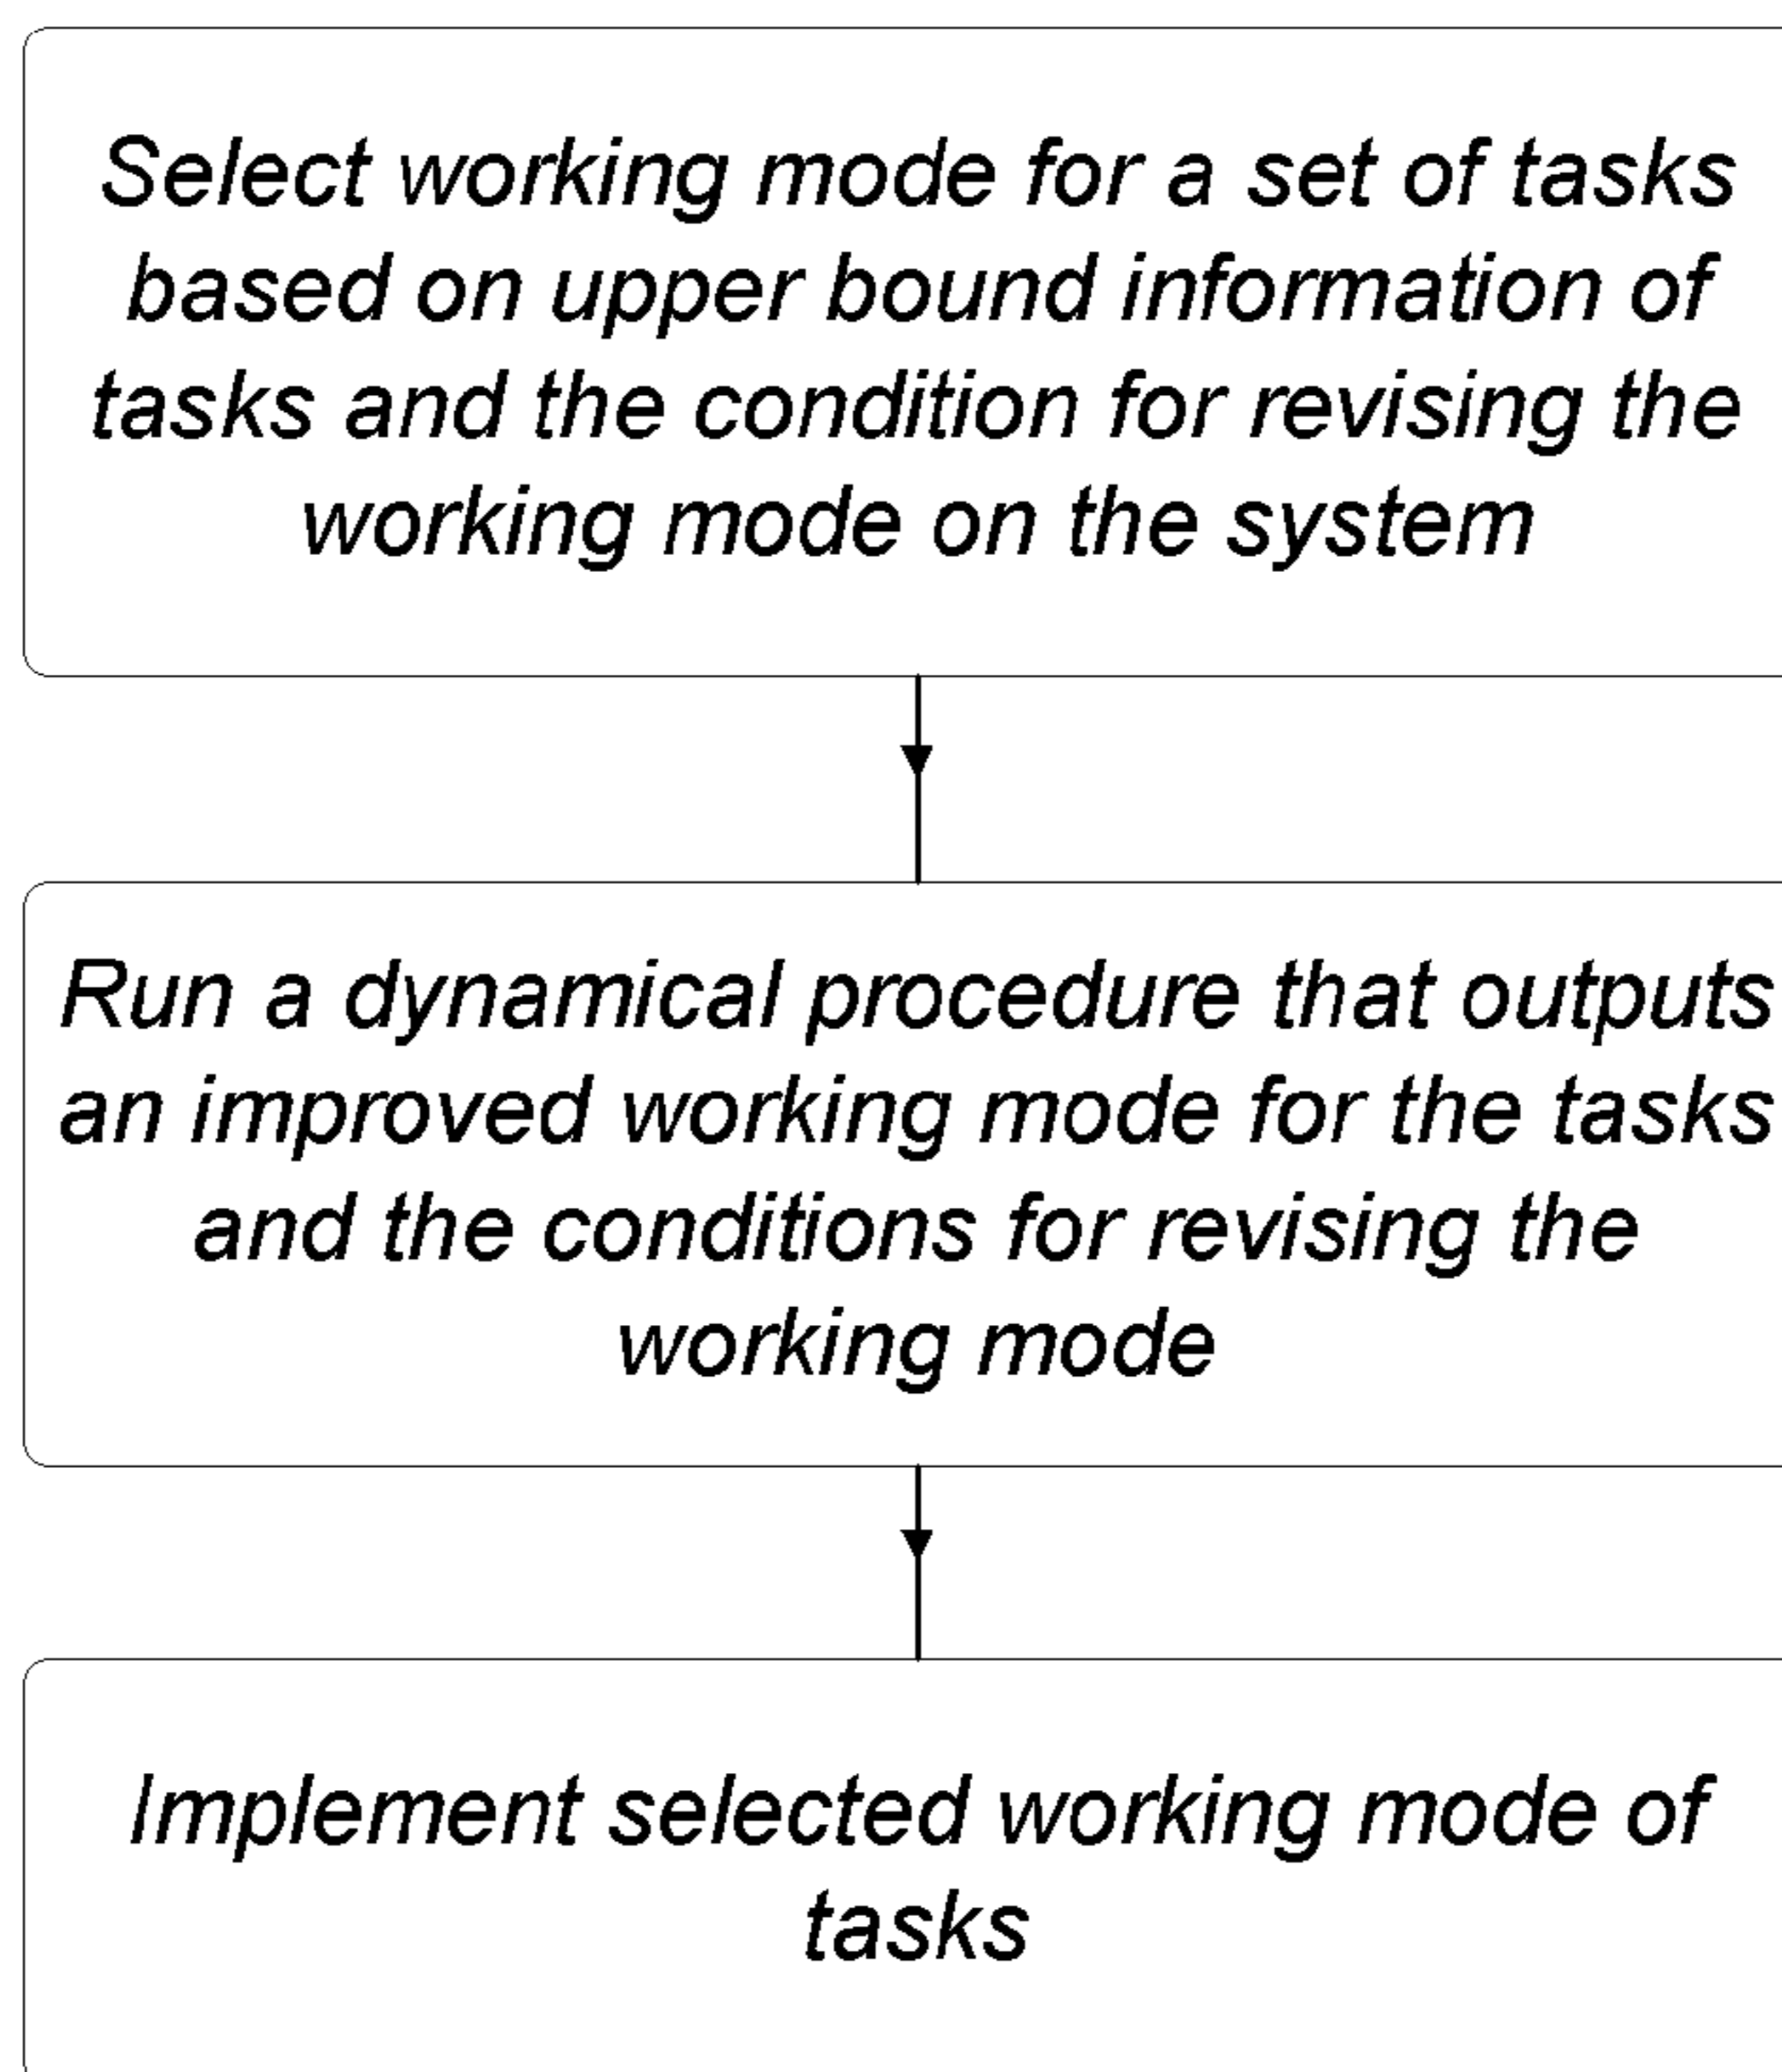 Select working mode for a set of tasks
based on upper bound information of
tasks and the condition for revising the
working mode on the system
Run a dynamical procedure that outputs
an improved working mode for the tasks
and the conditions for revising the
working mode
Implement selected working mode of
tasks